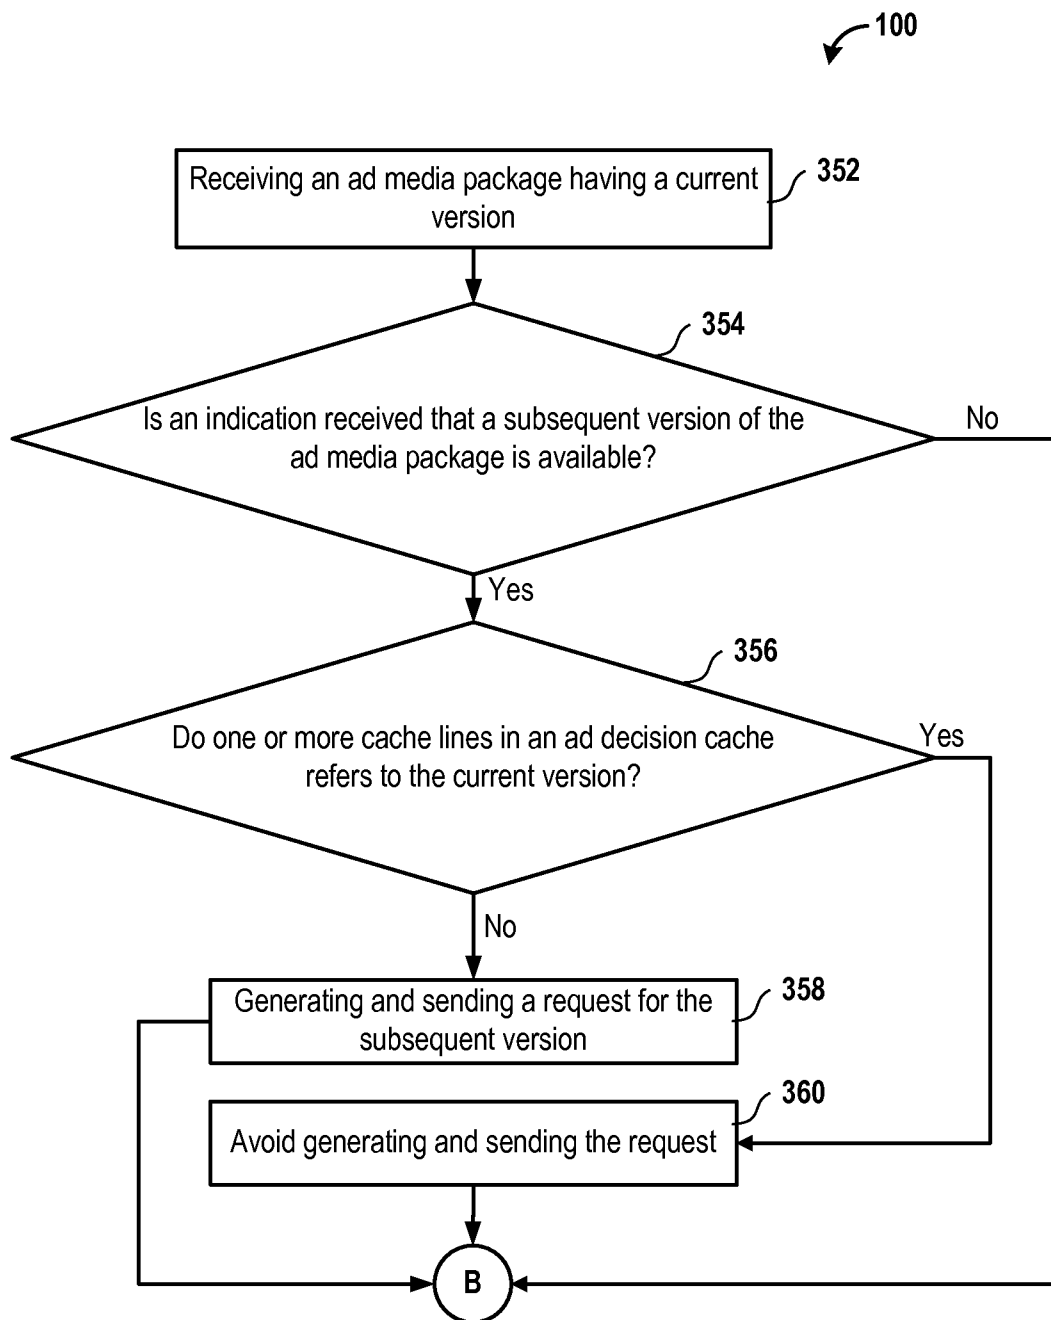 100
Receiving an ad media package having a current
version
352
354
Is an indication received that a subsequent version of the
ad media package is available?
No
Yes
356
Do one or more cache lines in an ad decision cache
refers to the current version?
Yes
No
Generating and sending a request for the
subsequent version
358
360
Avoid generating and sending the request
B